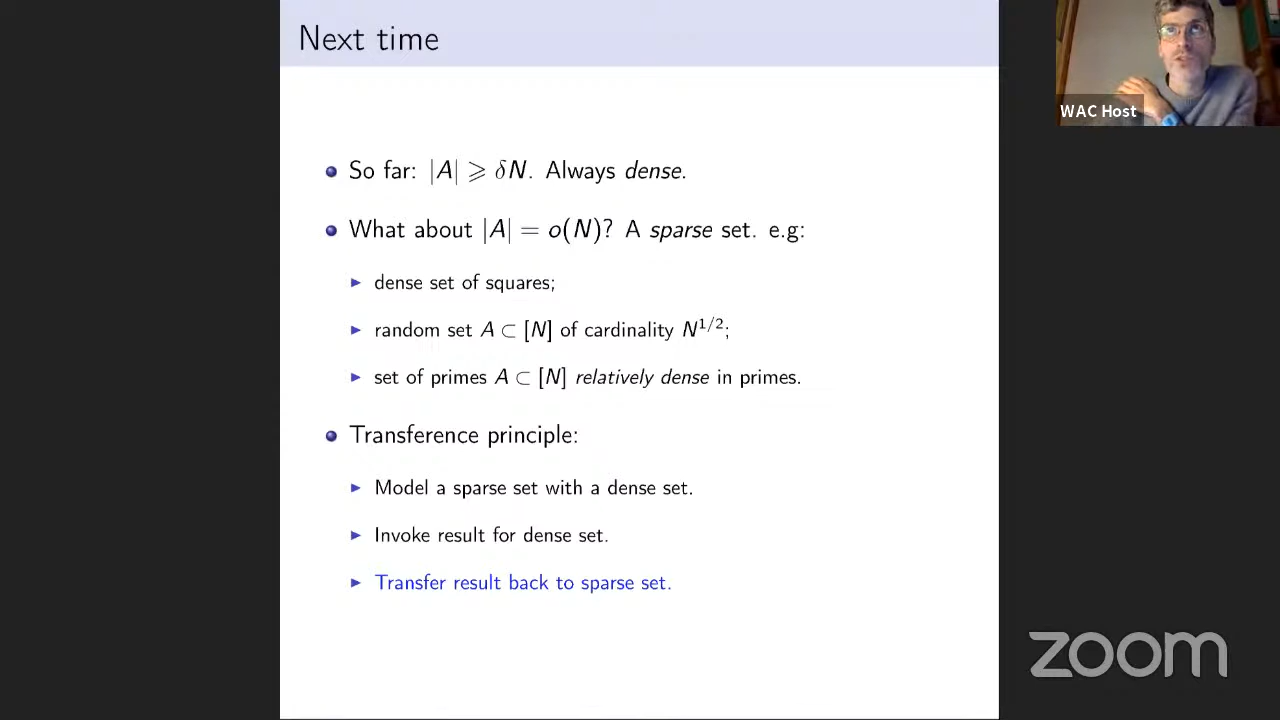 Next time
So far: |A| ⩾ δN. Always dense.
What about |A| = o(N)? A sparse set. e.g:
dense set of squares;
random set A ⊂ [N] of cardinality N^{1/2};
set of primes A ⊂ [N] relatively dense in primes.
Transference principle:
Model a sparse set with a dense set.
Invoke result for dense set.
Transfer result back to sparse set.
WAC Host
zoom